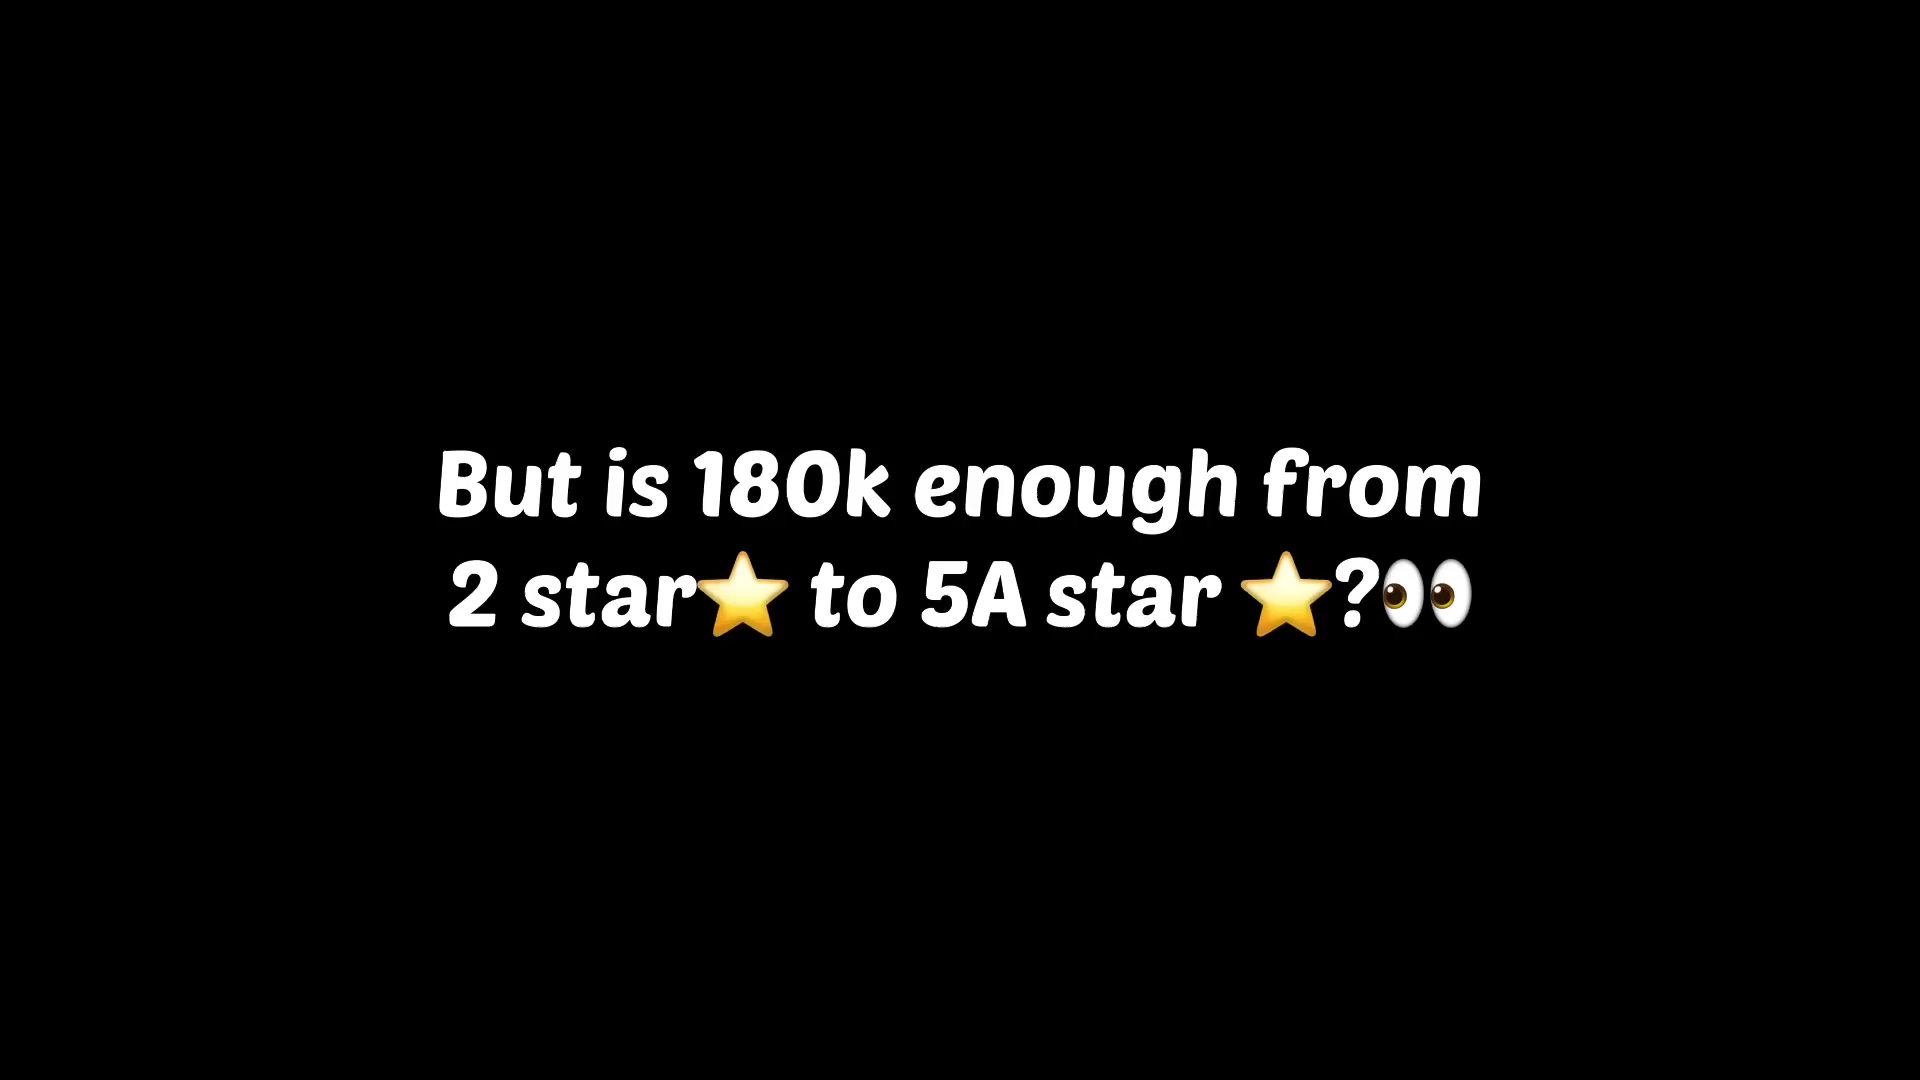 But is 180k enough from
2 star⭐ to 5A star ⭐?👀